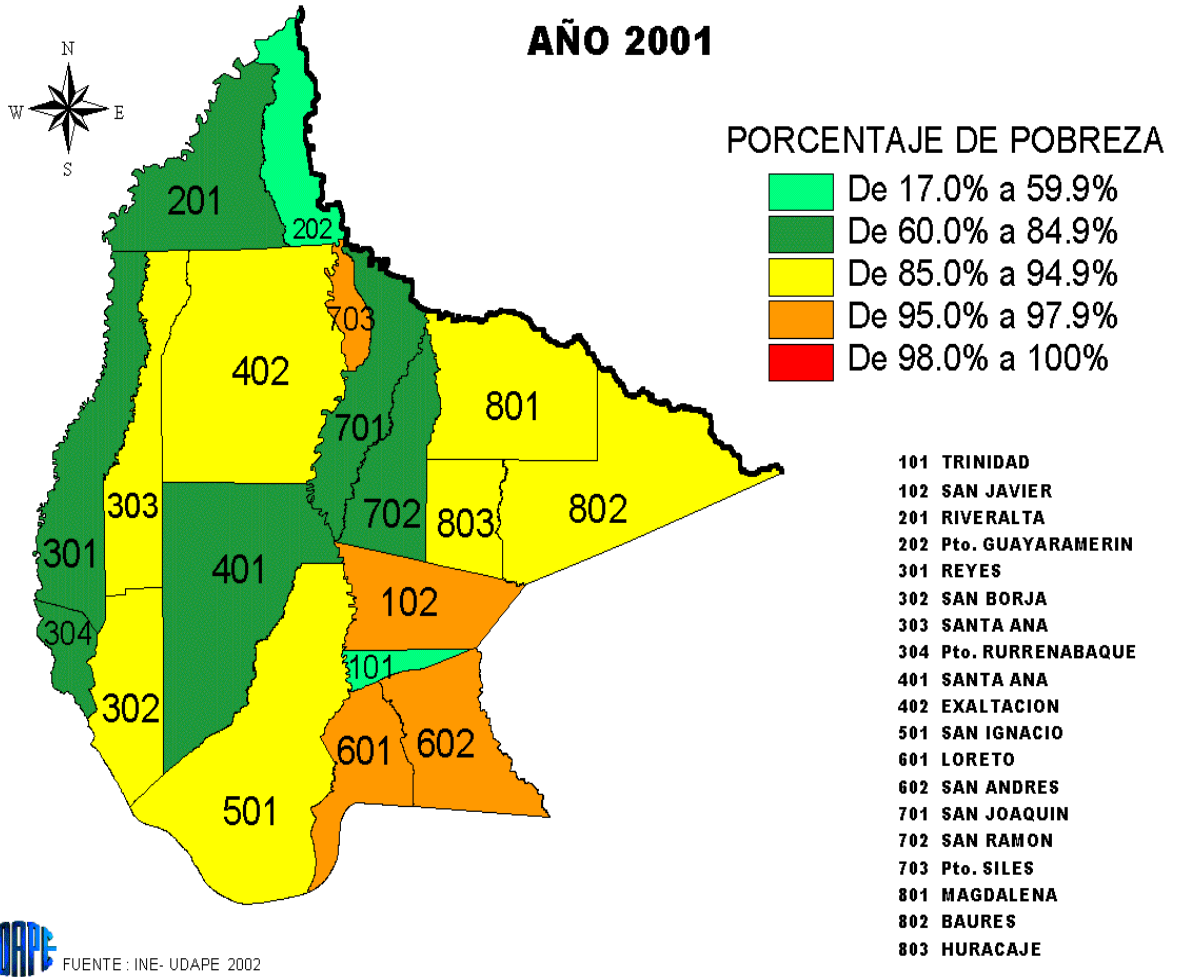 AÑO 2001
N
W E
S
PORCENTAJE DE POBREZA
De 17.0% a 59.9%
De 60.0% a 84.9%
De 85.0% a 94.9%
De 95.0% a 97.9%
De 98.0% a 100%
201
202
703
402
801
701
303
702
803
802
301
401
102
304
101
302
601
602
501
101 TRINIDAD
102 SAN JAVIER
201 RIVERALTA
202 Pto. GUAYARAMERIN
301 REYES
302 SAN BORJA
303 SANTA ANA
304 Pto. RURRENABAQUE
401 SANTA ANA
402 EXALTACION
501 SAN IGNACIO
601 LORETO
602 SAN ANDRES
701 SAN JOAQUIN
702 SAN RAMON
703 Pto. SILES
801 MAGDALENA
802 BAURES
803 HURACAJE
DAPE
FUENTE : INE- UDAPE 2002